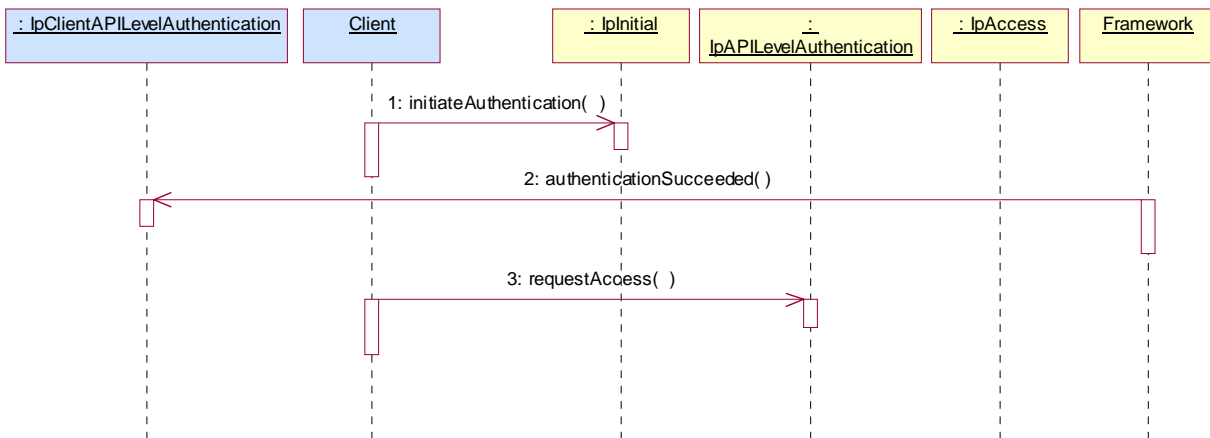 : IpClientAPILevelAuthentication
Client
: IpInitial
:
IpAPILevelAuthentication
: IpAccess
Framework
1: initiateAuthentication( )
2: authenticationSucceeded( )
3: requestAccess( )